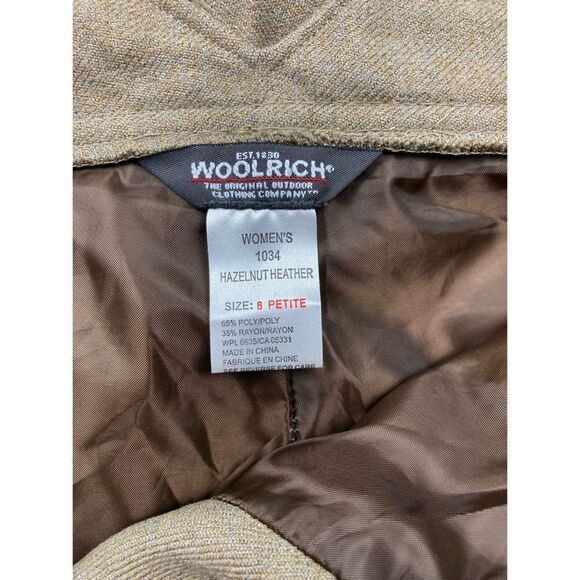 EST.1830
WOOLRICH®
THE ORIGINAL OUTDOOR
CLOTHING COMPANY™
WOMEN'S
1034
HAZELNUT HEATHER
SIZE: 8 PETITE
65% POLY/POLY
35% RAYON/RAYON
WPL 6635/CA 05331
MADE IN CHINA
FABRIQUE EN CHINE
SEE REVERSE FOR CARE